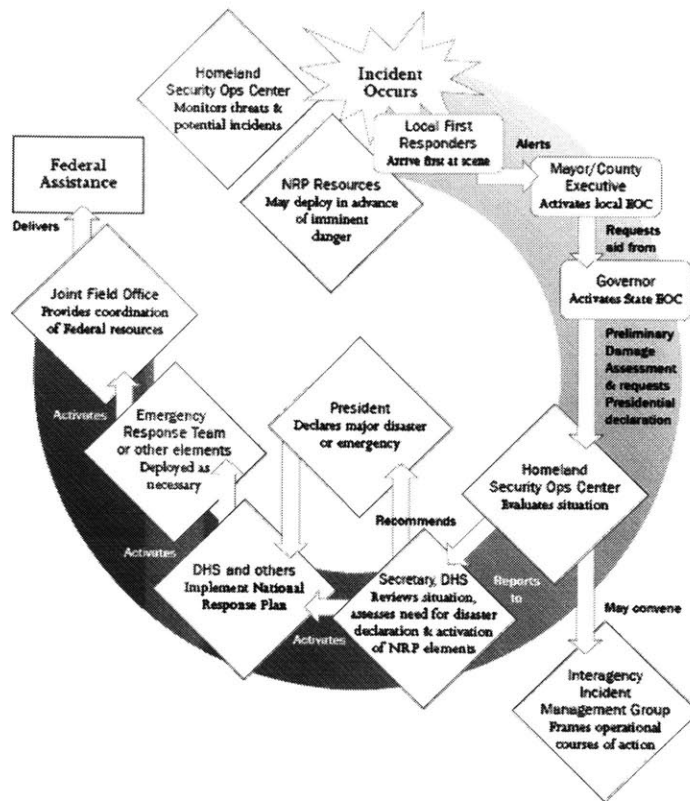 Incident
Occurs
Homeland
Security Ops Center
Monitors threats &
potential incidents
Local First
Responders
Arrive first at scene
Alerts
Mayor/County
Executive
Activates local EOC
NRP Resources
May deploy in advance
of imminent
danger
Federal
Assistance
Delivers
Requests
aid from
Governor
Activates State EOC
Joint Field Office
Provides coordination
of Federal resources
Preliminary
Damage
Assessment
& requests
Presidential
declaration
Activates
Emergency
Response Team
or other elements
Deployed as
necessary
President
Declares major disaster
or emergency
Homeland
Security Ops Center
Evaluates situation
Recommends
Activates
DHS and others
Implement National
Response Plan
Activates
Secretary, DHS
Reviews situation,
assesses need for disaster
declaration & activation
of NRP elements
Reports
to
May convene
Interagency
Incident
Management Group
Frames operational
courses of action